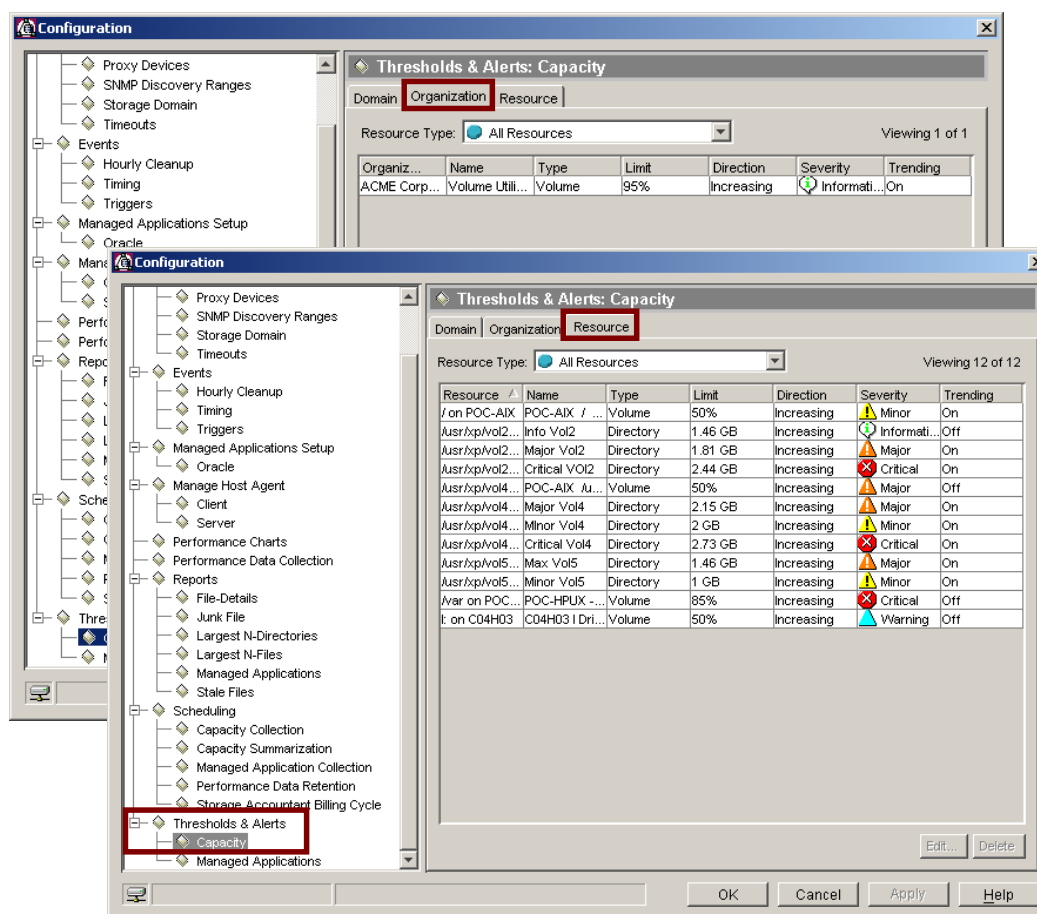 Configuration
Proxy Devices
SNMP Discovery Ranges
Storage Domain
Timeouts
Events
Hourly Cleanup
Timing
Triggers
Managed Applications Setup
Oracle
Mana
Perfo
Perfo
Repo
Sche
Thre
Thresholds & Alerts: Capacity
Domain Organization Resource
Resource Type: All Resources Viewing 1 of 1
Organiz... Name Type Limit Direction Severity Trending
ACME Corp... Volume Utili... Volume 95% Increasing Informati... On
Configuration
Proxy Devices
SNMP Discovery Ranges
Storage Domain
Timeouts
Events
Hourly Cleanup
Timing
Triggers
Managed Applications Setup
Oracle
Manage Host Agent
Client
Server
Performance Charts
Performance Data Collection
Reports
File-Details
Junk File
Largest N-Directories
Largest N-Files
Managed Applications
Stale Files
Scheduling
Capacity Collection
Capacity Summarization
Managed Application Collection
Performance Data Retention
Storage Accountant Billing Cycle
Thresholds & Alerts
Capacity
Managed Applications
Thresholds & Alerts: Capacity
Domain Organization Resource
Resource Type: All Resources Viewing 12 of 12
Resource Name Type Limit Direction Severity Trending
/ on POC-AIX POC-AIX / ... Volume 50% Increasing Minor On
/usr/xp/vol2... Info Vol2 Directory 1.46 GB Increasing Informati... Off
/usr/xp/vol2... Major Vol2 Directory 1.81 GB Increasing Major On
/usr/xp/vol2... Critical VOl2 Directory 2.44 GB Increasing Critical On
/usr/xp/vol4... POC-AIX /u... Volume 50% Increasing Major Off
/usr/xp/vol4... Major Vol4 Directory 2.15 GB Increasing Major On
/usr/xp/vol4... MInor Vol4 Directory 2 GB Increasing Minor On
/usr/xp/vol4... Critical Vol4 Directory 2.73 GB Increasing Critical On
/usr/xp/vol5... Max Vol5 Directory 1.46 GB Increasing Major On
/usr/xp/vol5... Minor Vol5 Directory 1 GB Increasing Minor On
/var on POC... POC-HPUX -... Volume 85% Increasing Critical Off
I: on C04H03 C04H03 I Dri... Volume 50% Increasing Warning Off
Edit... Delete
OK Cancel Apply Help